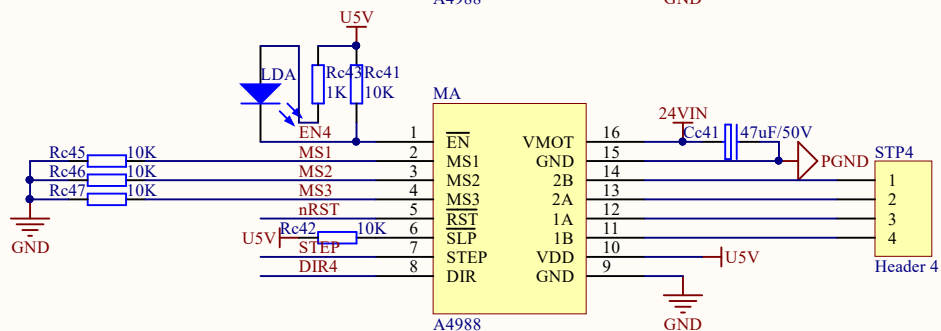 A4988
GND
U5V
LDA
Rc43
1K
Rc41
10K
MA
EN4
MS1
MS2
MS3
nRST
STEP
DIR4
Rc45 10K
Rc46 10K
Rc47 10K
GND
U5V
Rc42 10K
1 EN
2 MS1
3 MS2
4 MS3
5 RST
6 SLP
7 STEP
8 DIR
VMOT 16
GND 15
2B 14
2A 13
1A 12
1B 11
VDD 10
GND 9
A4988
24VIN
Cc41 47uF/50V
PGND
STP4
1
2
3
4
Header 4
U5V
GND